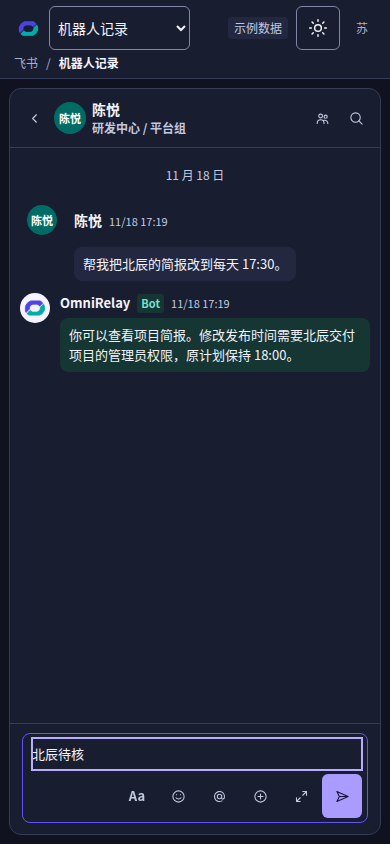 机器人记录
示例数据
苏
飞书 / 机器人记录
陈悦
陈悦
研发中心 / 平台组
11 月 18 日
陈悦
陈悦 11/18 17:19
帮我把北辰的简报改到每天 17:30。
OmniRelay Bot 11/18 17:19
你可以查看项目简报。修改发布时间需要北辰交付
项目的管理员权限，原计划保持 18:00。
北辰待核
Aa